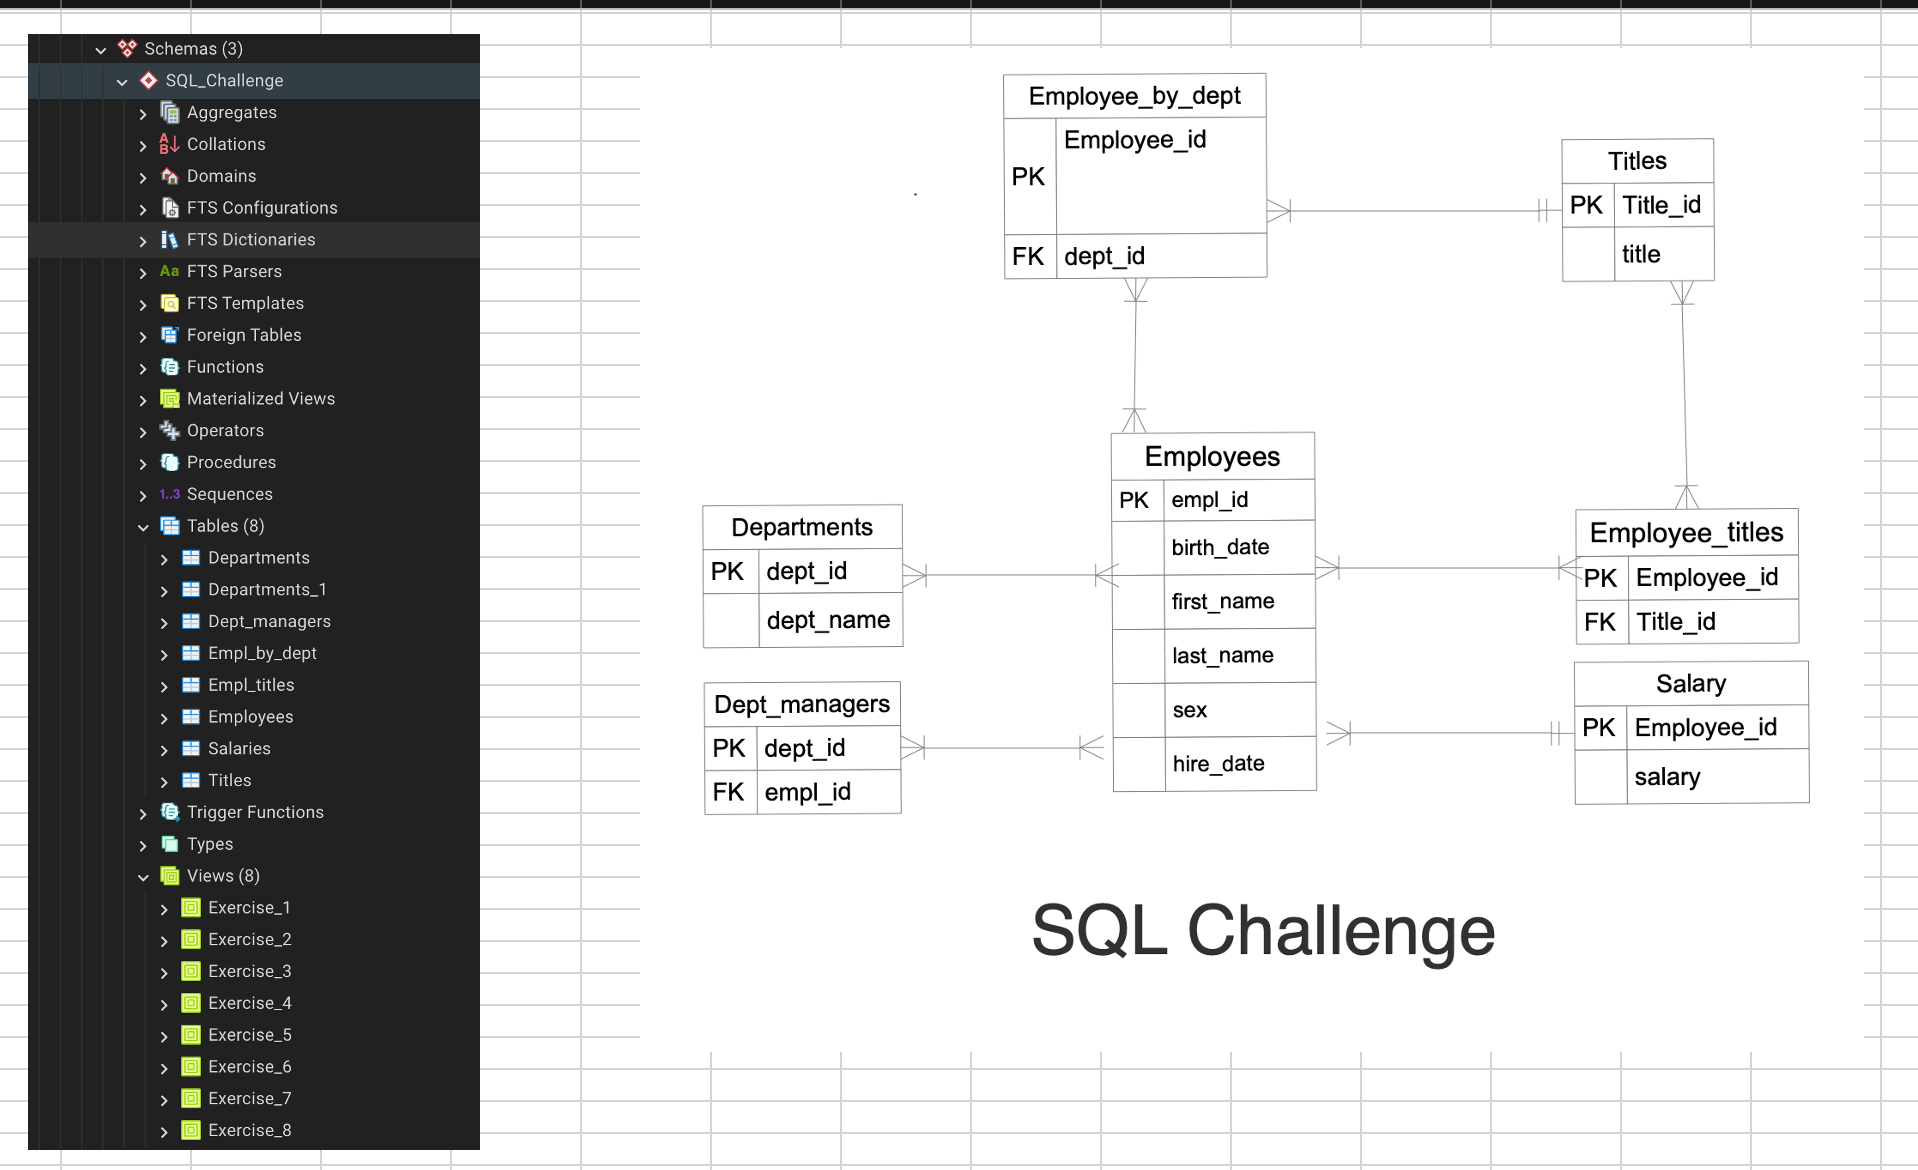 Schemas (3)
SQL_Challenge
Aggregates
Collations
Domains
FTS Configurations
FTS Dictionaries
Aa FTS Parsers
FTS Templates
Foreign Tables
Functions
Materialized Views
Operators
Procedures
1..3 Sequences
Tables (8)
Departments
Departments_1
Dept_managers
Empl_by_dept
Empl_titles
Employees
Salaries
Titles
Trigger Functions
Types
Views (8)
Exercise_1
Exercise_2
Exercise_3
Exercise_4
Exercise_5
Exercise_6
Exercise_7
Exercise_8
Employee_by_dept
PK Employee_id
FK dept_id
Titles
PK Title_id
title
Employees
PK empl_id
birth_date
first_name
last_name
sex
hire_date
Departments
PK dept_id
dept_name
Dept_managers
PK dept_id
FK empl_id
Employee_titles
PK Employee_id
FK Title_id
Salary
PK Employee_id
salary
SQL Challenge